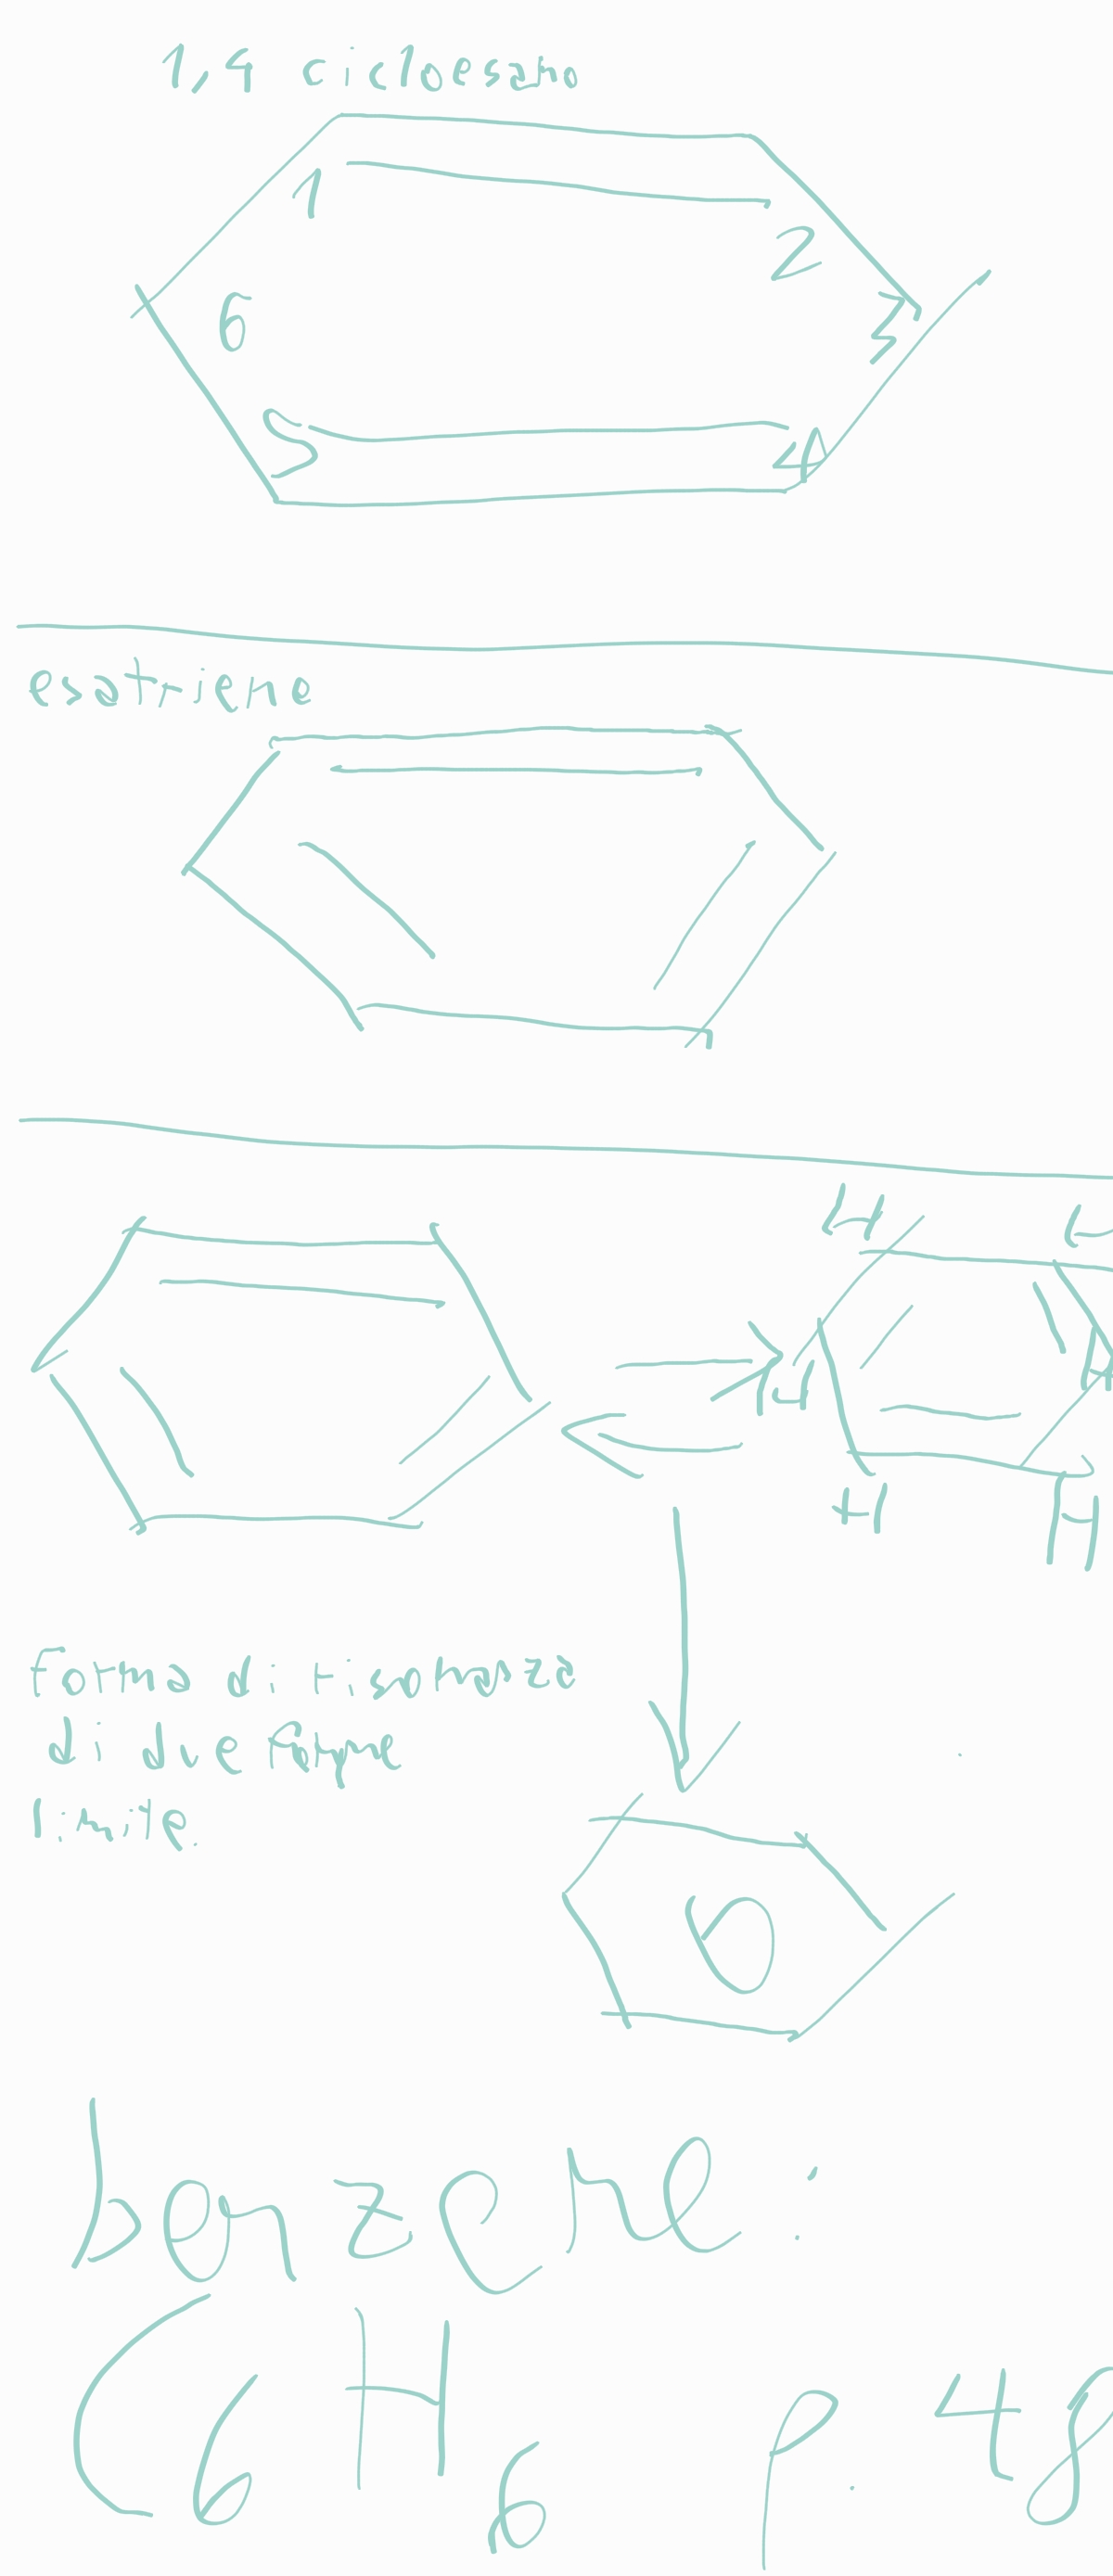 1,4 cicloesano
1
2
6
3
5
4
esatriene
H
H
H
H
H
Forma di risonanza
di due forme
limite.
benzene:
C6H6 p. 48